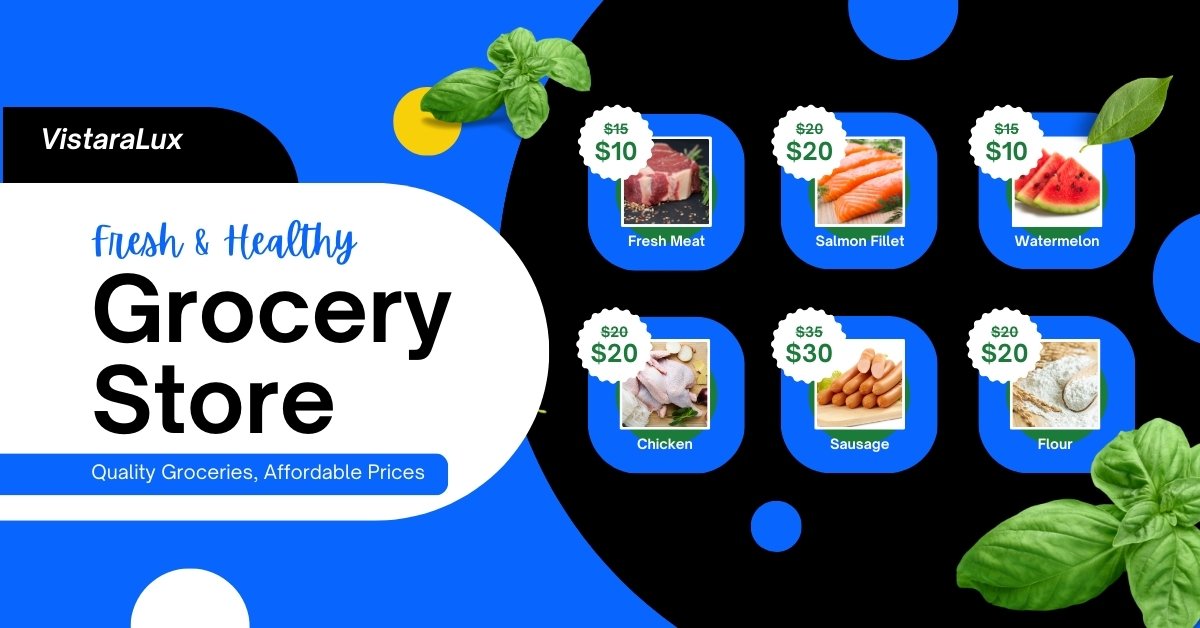 VistaraLux
Fresh & Healthy
Grocery
Store
Quality Groceries, Affordable Prices
$15
$10
Fresh Meat
$20
$20
Salmon Fillet
$15
$10
Watermelon
$20
$20
Chicken
$35
$30
Sausage
$20
$20
Flour